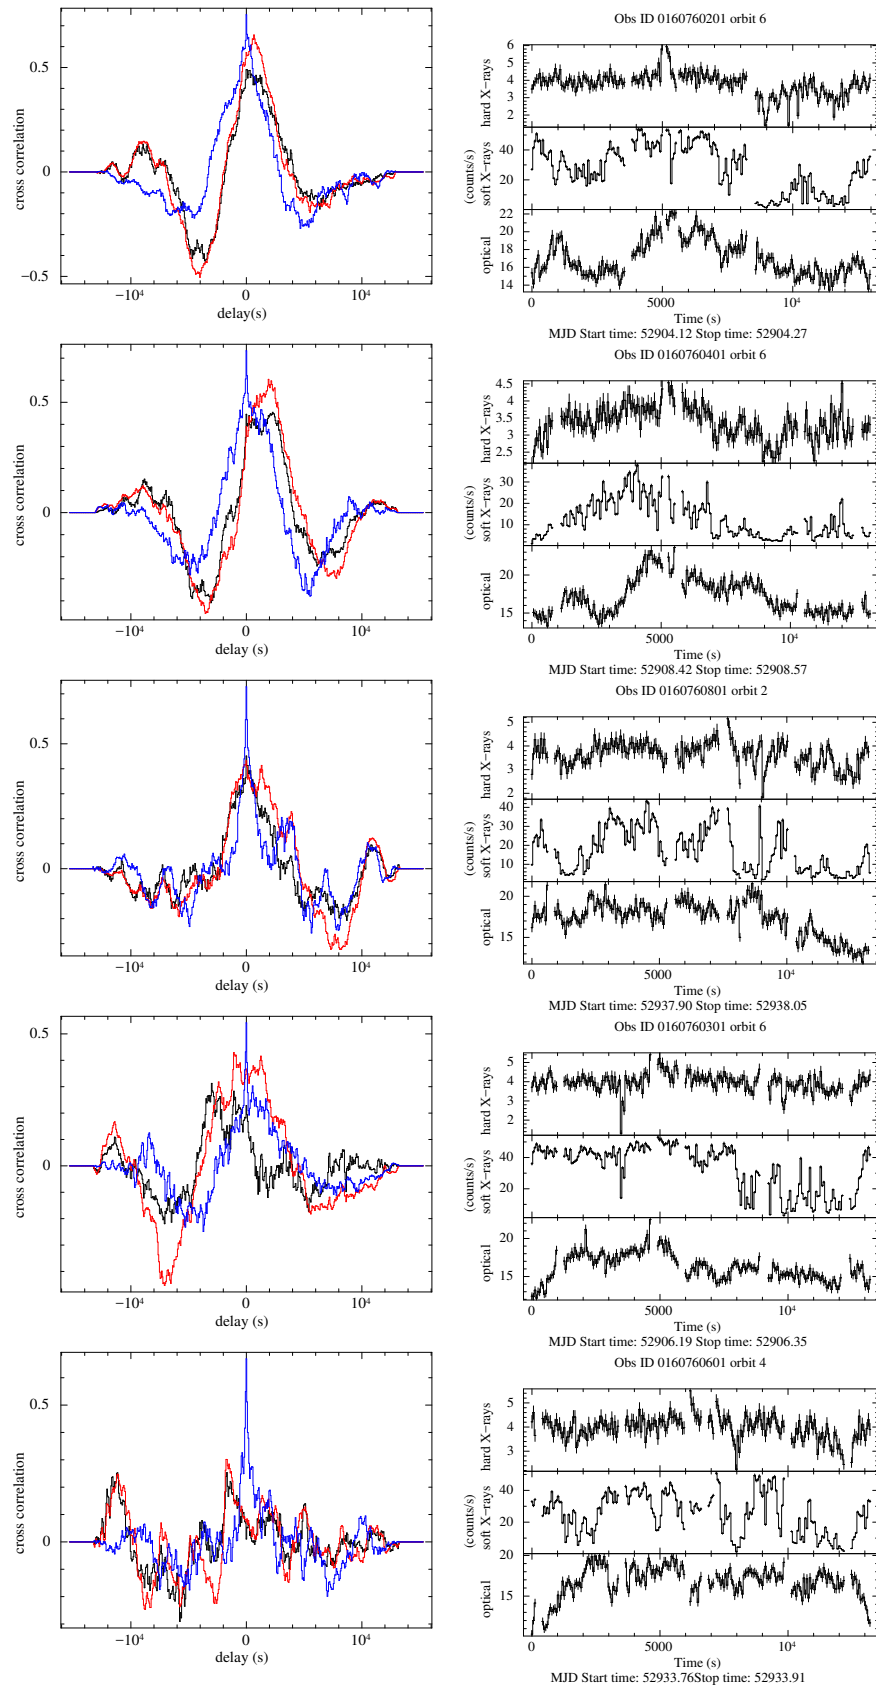 Obs ID 0160760201 orbit 6
cross correlation
0.5
0
−0.5
−10⁴
0
10⁴
delay(s)
hard X−rays
6
5
4
3
2
(counts/s)
soft X−rays
40
20
optical
22
20
18
16
14
0
5000
10⁴
Time (s)
MJD Start time: 52904.12 Stop time: 52904.27
Obs ID 0160760401 orbit 6
cross correlation
0.5
0
−10⁴
0
10⁴
delay (s)
hard X−rays
4.5
4
3.5
3
2.5
(counts/s)
soft X−rays
30
20
10
optical
20
15
0
5000
10⁴
Time (s)
MJD Start time: 52908.42 Stop time: 52908.57
Obs ID 0160760801 orbit 2
cross correlation
0.5
0
−10⁴
0
10⁴
delay (s)
hard X−rays
5
4
3
2
(counts/s)
soft X−rays
40
30
20
10
optical
20
15
0
5000
10⁴
Time (s)
MJD Start time: 52937.90 Stop time: 52938.05
Obs ID 0160760301 orbit 6
cross correlation
0.5
0
−10⁴
0
10⁴
delay (s)
hard X−rays
5
4
3
2
(counts/s)
soft X−rays
40
20
optical
20
15
0
5000
10⁴
Time (s)
MJD Start time: 52906.19 Stop time: 52906.35
Obs ID 0160760601 orbit 4
cross correlation
0.5
0
−10⁴
0
10⁴
delay (s)
hard X−rays
5
4
3
(counts/s)
soft X−rays
40
20
optical
20
15
0
5000
10⁴
Time (s)
MJD Start time: 52933.76Stop time: 52933.91